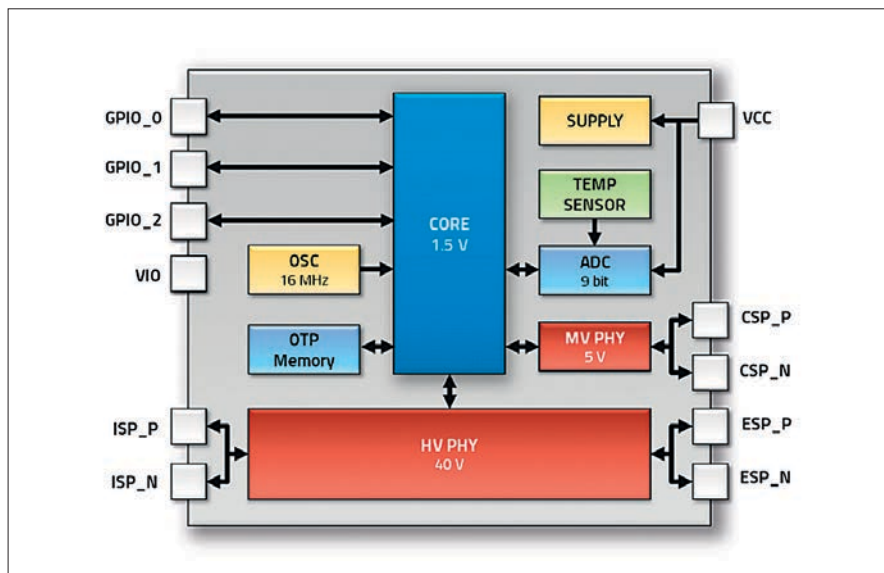 GPIO_0
GPIO_1
GPIO_2
VIO
ISP_P
ISP_N
OSC
16 MHz
OTP
Memory
CORE
1.5 V
SUPPLY
TEMP
SENSOR
ADC
9 bit
MV PHY
5 V
HV PHY
40 V
VCC
CSP_P
CSP_N
ESP_P
ESP_N